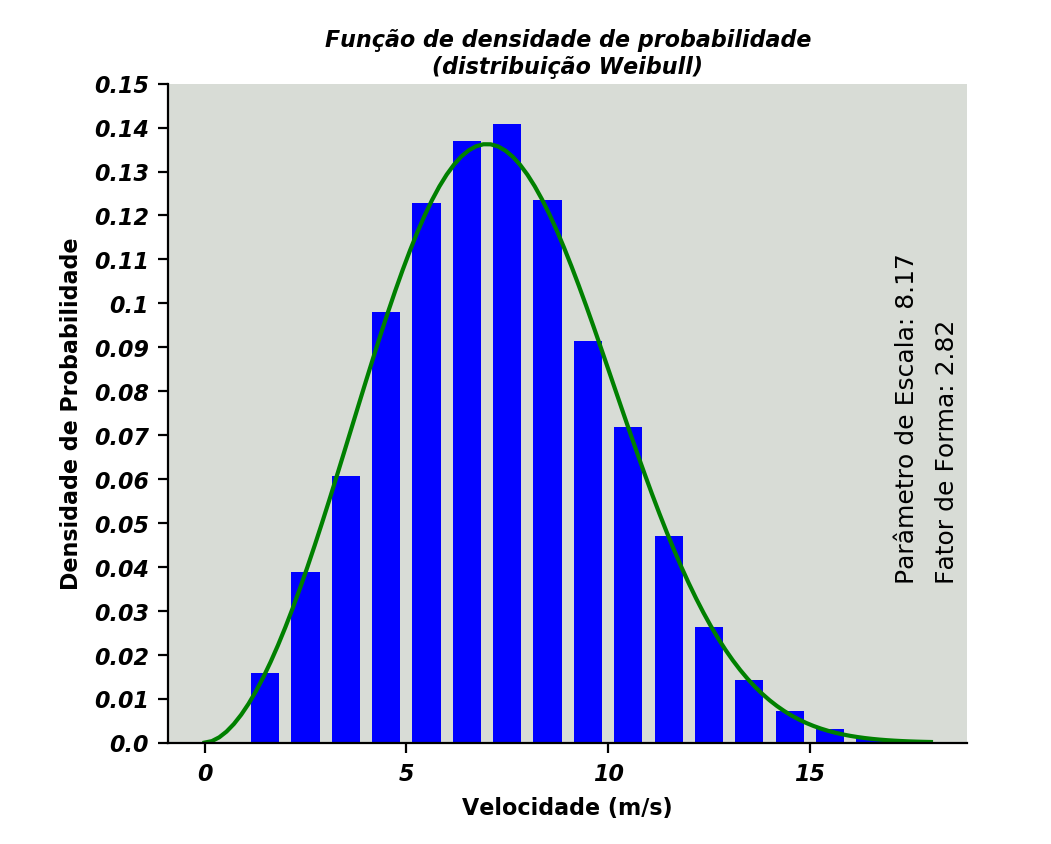 Função de densidade de probabilidade
(distribuição Weibull)
0.15
0.14
0.13
0.12
0.11
0.1
0.09
0.08
0.07
0.06
0.05
0.04
0.03
0.02
0.01
0.0
Densidade de Probabilidade
Parâmetro de Escala: 8.17
Fator de Forma: 2.82
0 5 10 15
Velocidade (m/s)